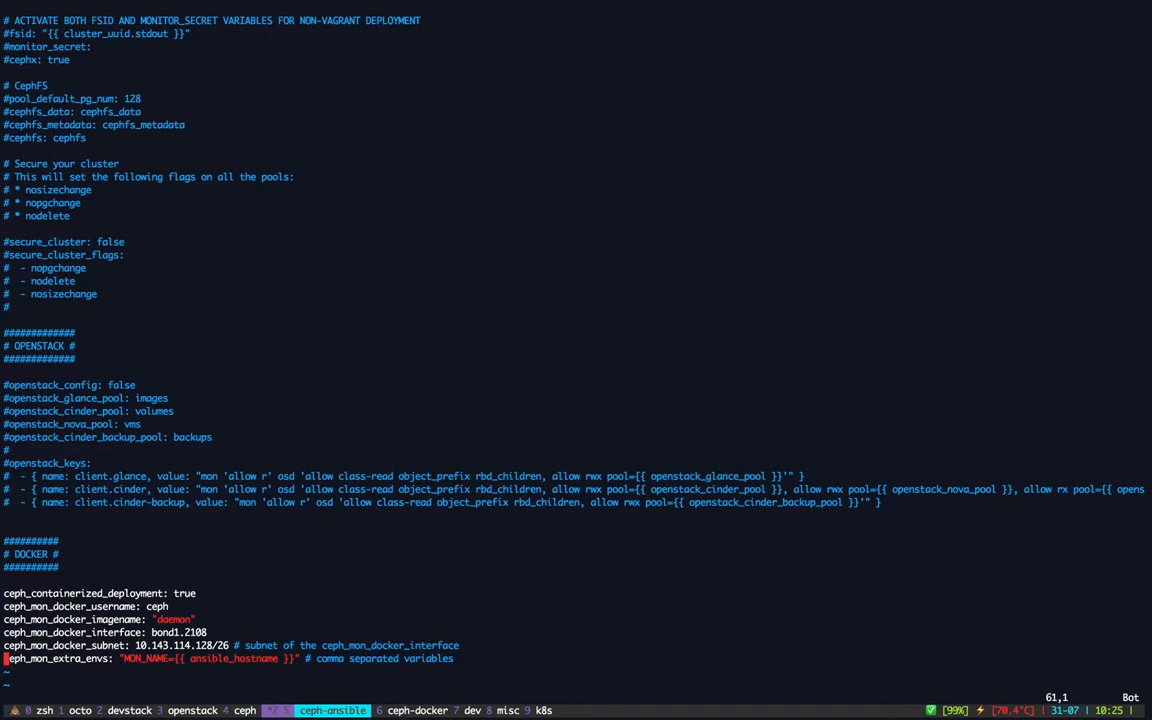 # ACTIVATE BOTH FSID AND MONITOR_SECRET VARIABLES FOR NON-VAGRANT DEPLOYMENT
#fsid: "{{ cluster_uuid.stdout }}"
#monitor_secret:
#cephx: true
# CephFS
#pool_default_pg_num: 128
#cephfs_data: cephfs_data
#cephfs_metadata: cephfs_metadata
#cephfs: cephfs
# Secure your cluster
# This will set the following flags on all the pools:
# * nosizechange
# * nopgchange
# * nodelete
#secure_cluster: false
#secure_cluster_flags:
#  - nopgchange
#  - nodelete
#  - nosizechange
#
#############
# OPENSTACK #
#############
#openstack_config: false
#openstack_glance_pool: images
#openstack_cinder_pool: volumes
#openstack_nova_pool: vms
#openstack_cinder_backup_pool: backups
#
#openstack_keys:
#  - { name: client.glance, value: "mon 'allow r' osd 'allow class-read object_prefix rbd_children, allow rwx pool={{ openstack_glance_pool }}'" }
#  - { name: client.cinder, value: "mon 'allow r' osd 'allow class-read object_prefix rbd_children, allow rwx pool={{ openstack_cinder_pool }}, allow rwx pool={{ openstack_nova_pool }}, allow rx pool={{ opens
#  - { name: client.cinder-backup, value: "mon 'allow r' osd 'allow class-read object_prefix rbd_children, allow rwx pool={{ openstack_cinder_backup_pool }}'" }
##########
# DOCKER #
##########
ceph_containerized_deployment: true
ceph_mon_docker_username: ceph
ceph_mon_docker_imagename: "daemon"
ceph_mon_docker_interface: bond1.2108
ceph_mon_docker_subnet: 10.143.114.128/26 # subnet of the ceph_mon_docker_interface
eph_mon_extra_envs: "MON_NAME={{ ansible_hostname }}" # comma separated variables
~
~
61,1 Bot
0 zsh 1 octo 2 devstack 3 openstack 4 ceph *2 5 ceph-ansible 6 ceph-docker 7 dev 8 misc 9 k8s [99%] [70.4°C] | 31-07 | 10:25 |